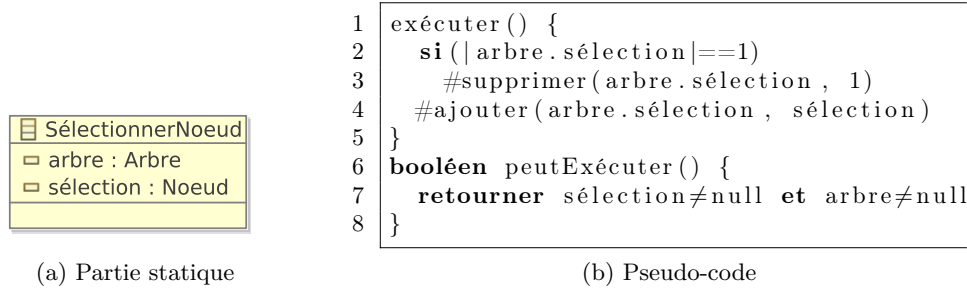 SélectionnerNoeud
arbre : Arbre
sélection : Noeud
(a) Partie statique
1 exécuter() {
2 si(|arbre.sélection|==1)
3 #supprimer(arbre.sélection, 1)
4 #ajouter(arbre.sélection, sélection)
5 }
6 booléen peutExécuter() {
7 retourner sélection≠null et arbre≠null
8 }
(b) Pseudo-code